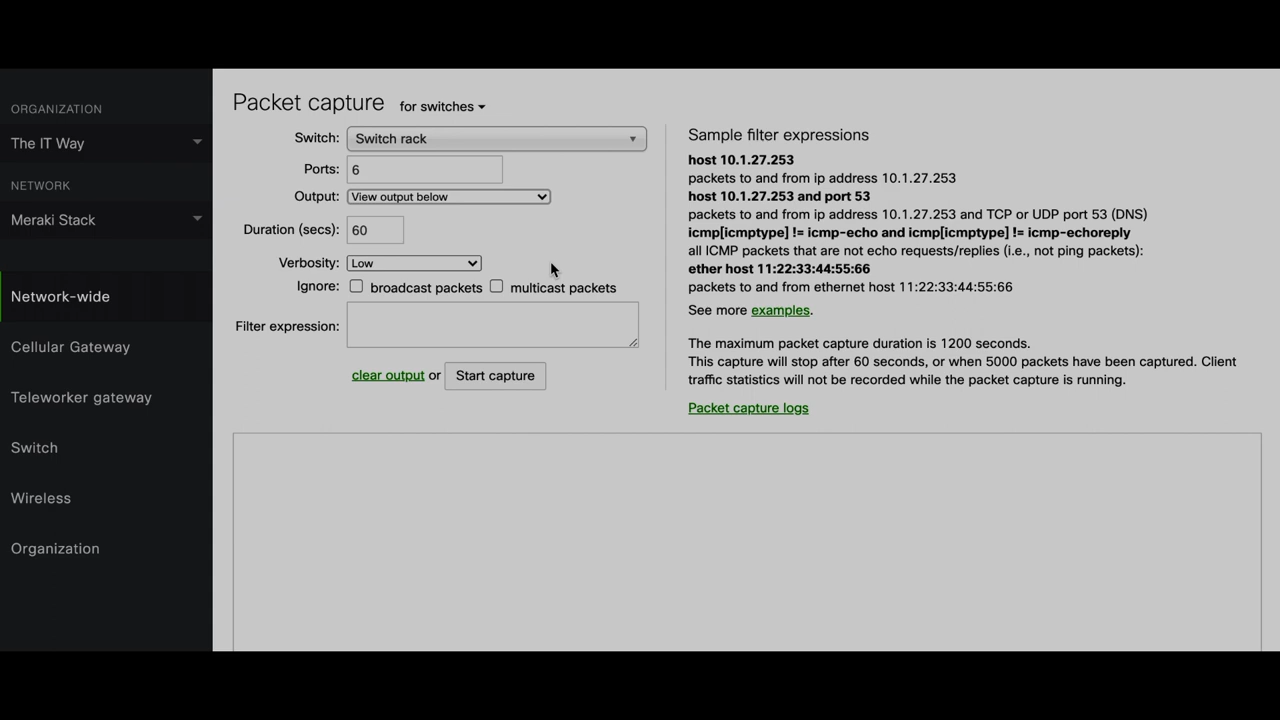 ORGANIZATION
The IT Way
NETWORK
Meraki Stack
Network-wide
Cellular Gateway
Teleworker gateway
Switch
Wireless
Organization
Packet capture for switches
Switch: Switch rack
Ports: 6
Output: View output below
Duration (secs): 60
Verbosity: Low
Ignore: broadcast packets multicast packets
Filter expression:
clear output or Start capture
Sample filter expressions
host 10.1.27.253
packets to and from ip address 10.1.27.253
host 10.1.27.253 and port 53
packets to and from ip address 10.1.27.253 and TCP or UDP port 53 (DNS)
icmp[icmptype] != icmp-echo and icmp[icmptype] != icmp-echoreply
all ICMP packets that are not echo requests/replies (i.e., not ping packets):
ether host 11:22:33:44:55:66
packets to and from ethernet host 11:22:33:44:55:66
See more examples.
The maximum packet capture duration is 1200 seconds.
This capture will stop after 60 seconds, or when 5000 packets have been captured. Client
traffic statistics will not be recorded while the packet capture is running.
Packet capture logs